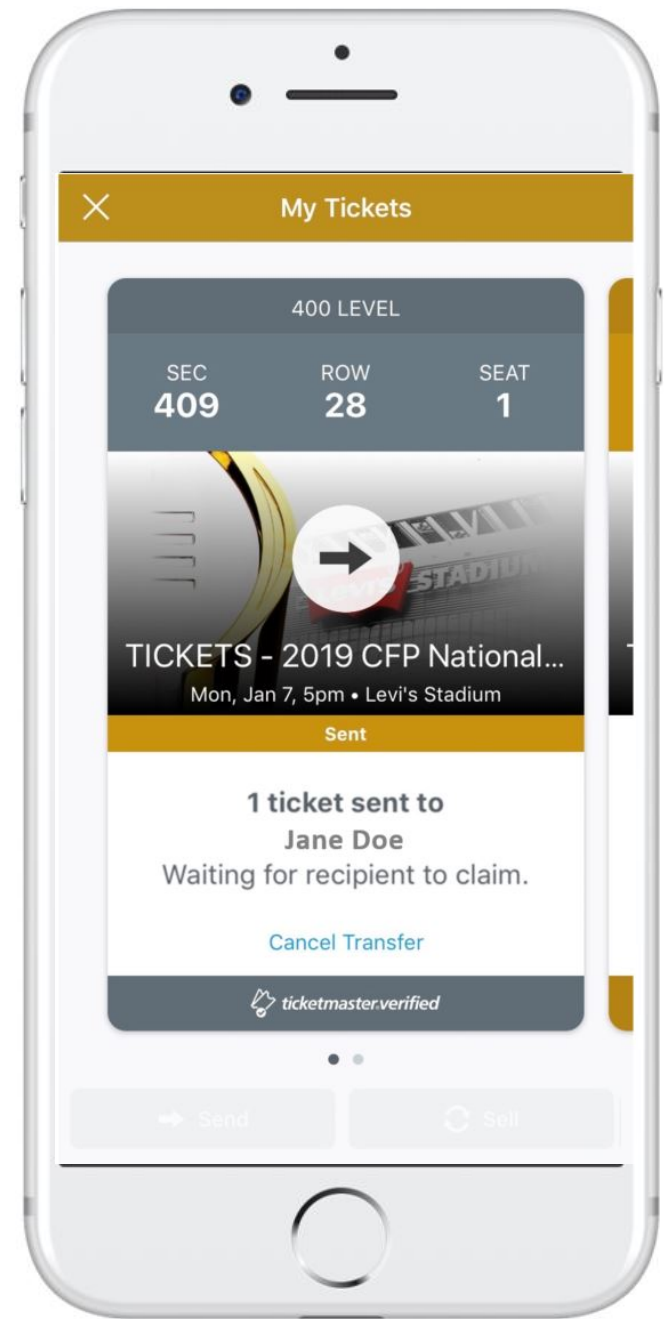 My Tickets
400 LEVEL
SEC ROW SEAT
409 28 1
LEVI'S STADIUM
TICKETS - 2019 CFP National...
Mon, Jan 7, 5pm • Levi's Stadium
Sent
1 ticket sent to
Jane Doe
Waiting for recipient to claim.
Cancel Transfer
ticketmaster.verified
Send Sell